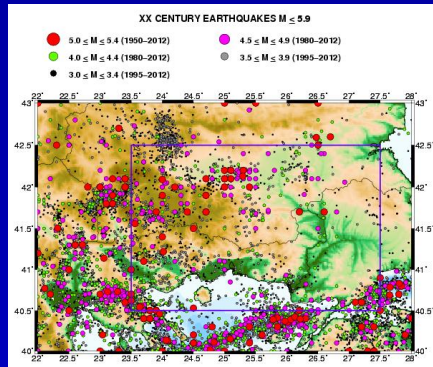 XX CENTURY EARTHQUAKES M ≤ 5.9
5.0 ≤ M ≤ 5.4 (1950–2012)
4.5 ≤ M ≤ 4.9 (1980–2012)
4.0 ≤ M ≤ 4.4 (1980–2012)
3.5 ≤ M ≤ 3.9 (1995–2012)
3.0 ≤ M ≤ 3.4 (1995–2012)
22° 22.5° 23° 23.5° 24° 24.5° 25° 25.5° 26° 26.5° 27° 27.5° 28°
43° 43°
42.5° 42.5°
42° 42°
41.5° 41.5°
41° 41°
40.5° 40.5°
40° 40°
22° 22.5° 23° 23.5° 24° 24.5° 25° 25.5° 26° 26.5° 27° 27.5° 28°